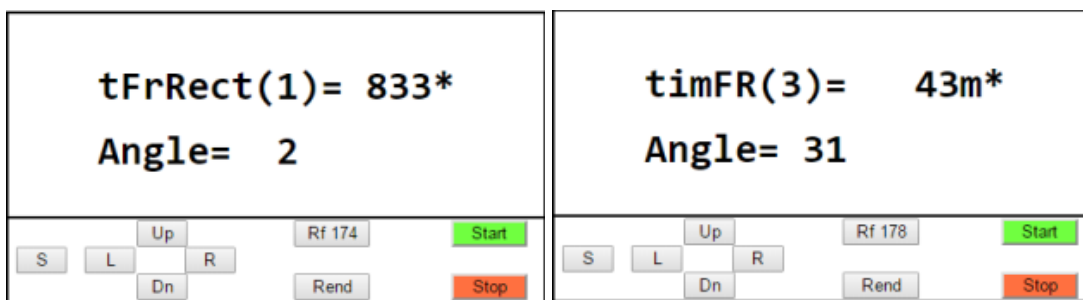 tFrRect(1)= 833*
Angle= 2
Up
Rf 174
Start
S
L
R
Dn
Rend
Stop
timFR(3)= 43m*
Angle= 31
Up
Rf 178
Start
S
L
R
Dn
Rend
Stop